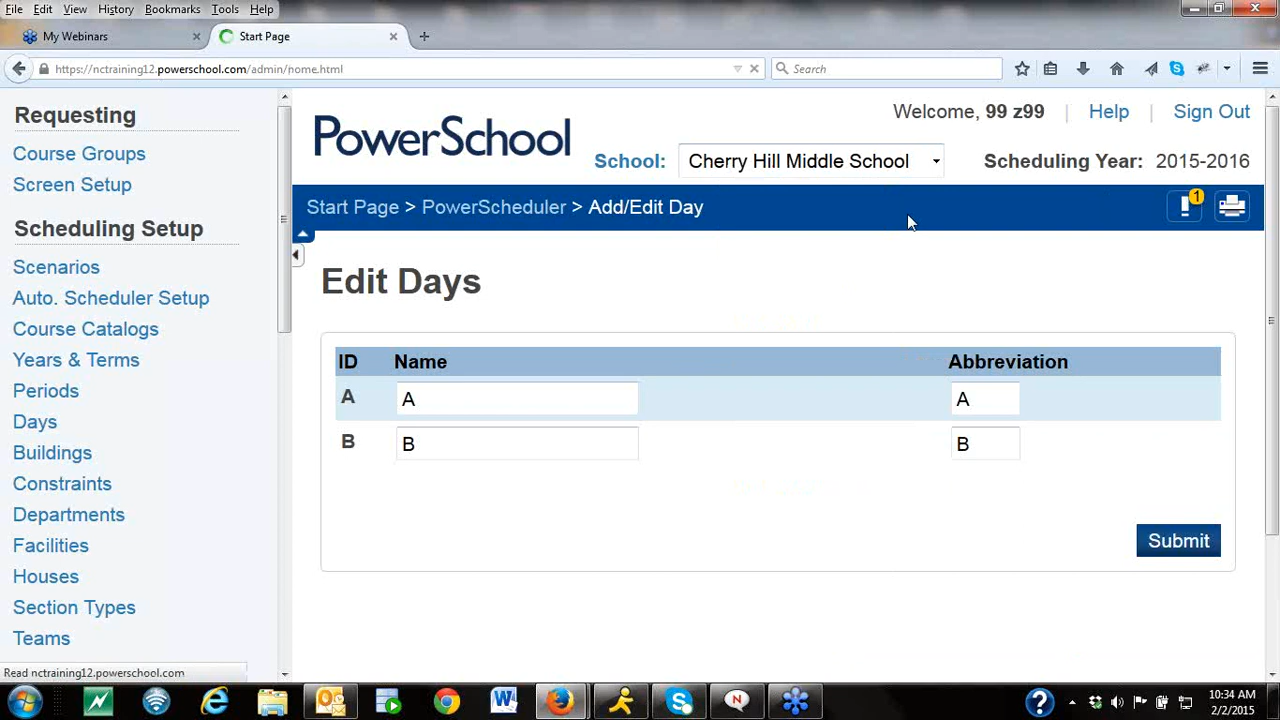 File Edit View History Bookmarks Tools Help
My Webinars × Start Page × +
https://nctraining12.powerschool.com/admin/home.html Search
Requesting
Course Groups
Screen Setup
Scheduling Setup
Scenarios
Auto. Scheduler Setup
Course Catalogs
Years & Terms
Periods
Days
Buildings
Constraints
Departments
Facilities
Houses
Section Types
Teams
Read nctraining12.powerschool.com
Welcome, 99 z99 | Help | Sign Out
PowerSchool
School: Cherry Hill Middle School Scheduling Year: 2015-2016
Start Page > PowerScheduler > Add/Edit Day 1
Edit Days
ID Name Abbreviation
A A A
B B B
Submit
10:34 AM
2/2/2015